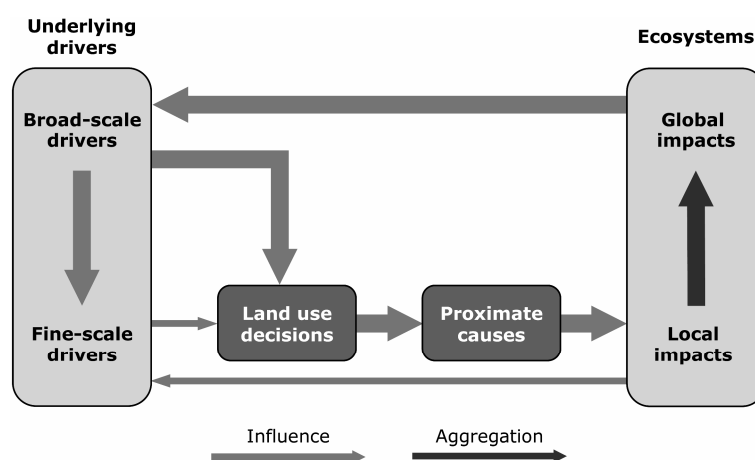 Underlying
drivers
Ecosystems
Broad-scale
drivers
Global
impacts
Fine-scale
drivers
Land use
decisions
Proximate
causes
Local
impacts
Influence
Aggregation